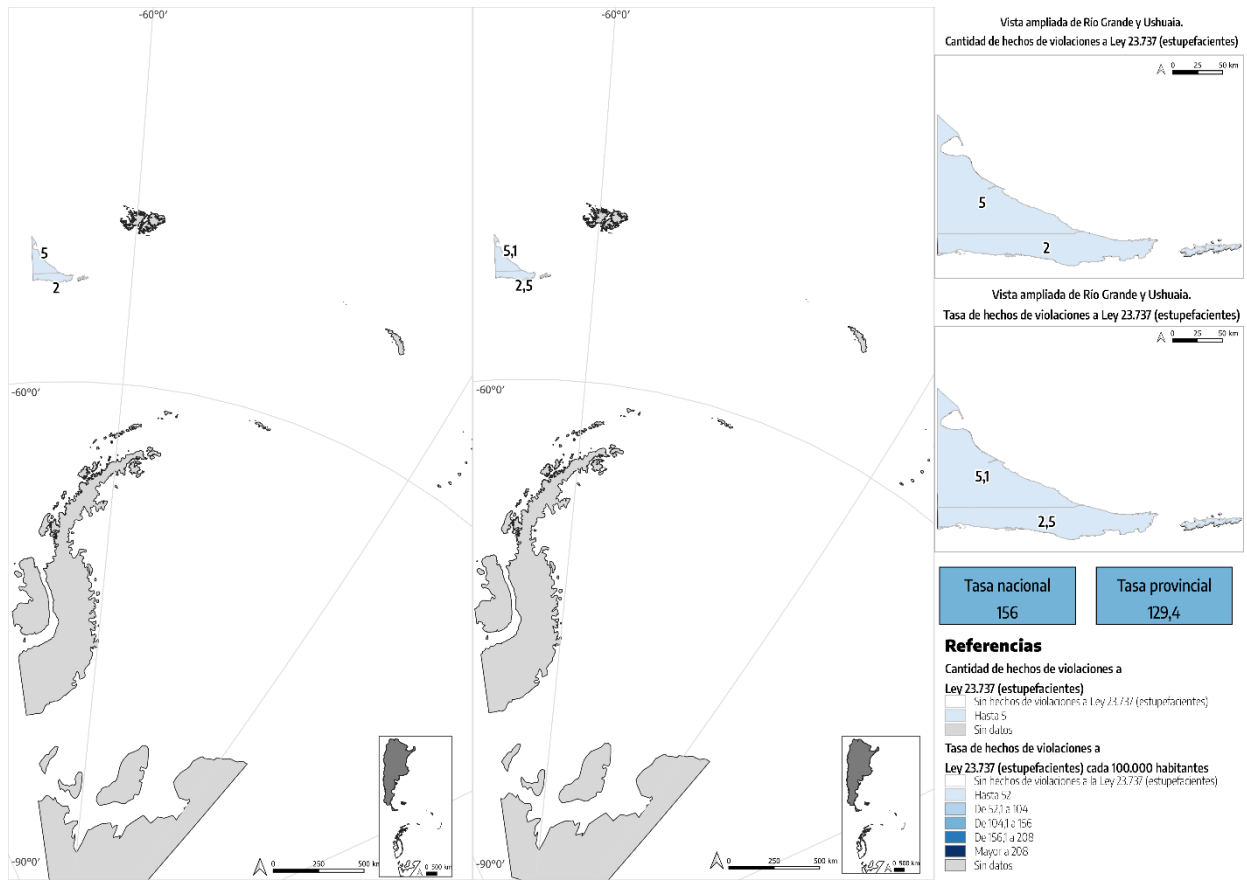 -60°0'
-60°0'
5
2
-90°0'
0 250 500 km
0 500 km
-60°0'
-60°0'
5,1
2,5
0 250 500 km
0 500 km
Vista ampliada de Río Grande y Ushuaia.
Cantidad de hechos de violaciones a Ley 23.737 (estupefacientes)
0 25 50 km
5
2
Vista ampliada de Río Grande y Ushuaia.
Tasa de hechos de violaciones a Ley 23.737 (estupefacientes)
0 25 50 km
5,1
2,5
Tasa nacional
156
Tasa provincial
129,4
Referencias
Cantidad de hechos de violaciones a
Ley 23.737 (estupefacientes)
Sin hechos de violaciones a Ley 23.737 (estupefacientes)
Hasta 5
Sin datos
Tasa de hechos de violaciones a
Ley 23.737 (estupefacientes) cada 100.000 habitantes
Sin hechos de violaciones a la Ley 23.737 (estupefacientes)
Hasta 52
De 52,1 a 104
De 104,1 a 156
De 156,1 a 208
Mayor a 208
Sin datos